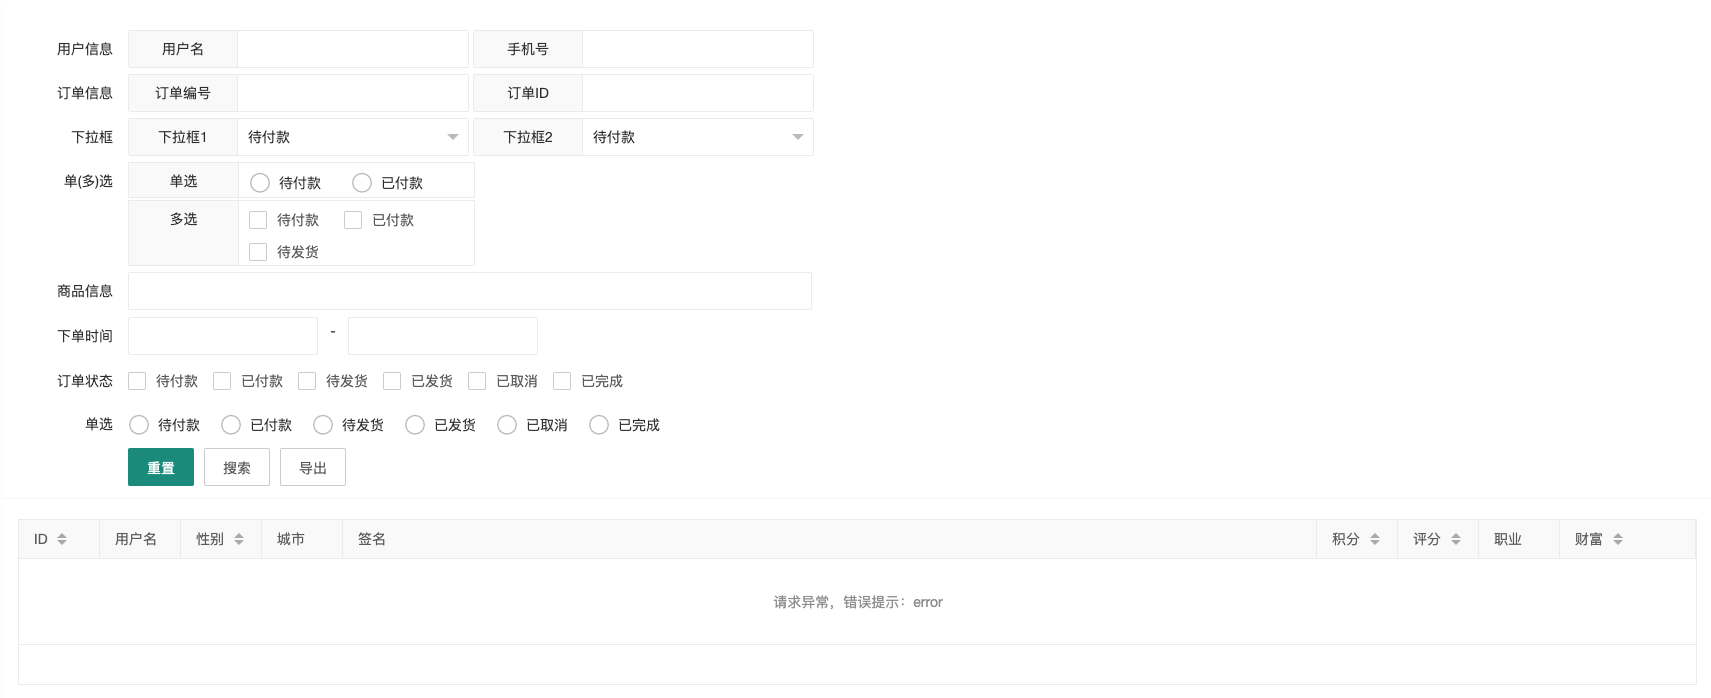 用户信息 用户名 手机号
订单信息 订单编号 订单ID
下拉框 下拉框1 待付款 下拉框2 待付款
单(多)选 单选 待付款 已付款
多选 待付款 已付款
待发货
商品信息
下单时间 -
订单状态 待付款 已付款 待发货 已发货 已取消 已完成
单选 待付款 已付款 待发货 已发货 已取消 已完成
重置 搜索 导出
ID 用户名 性别 城市 签名 积分 评分 职业 财富
请求异常，错误提示：error